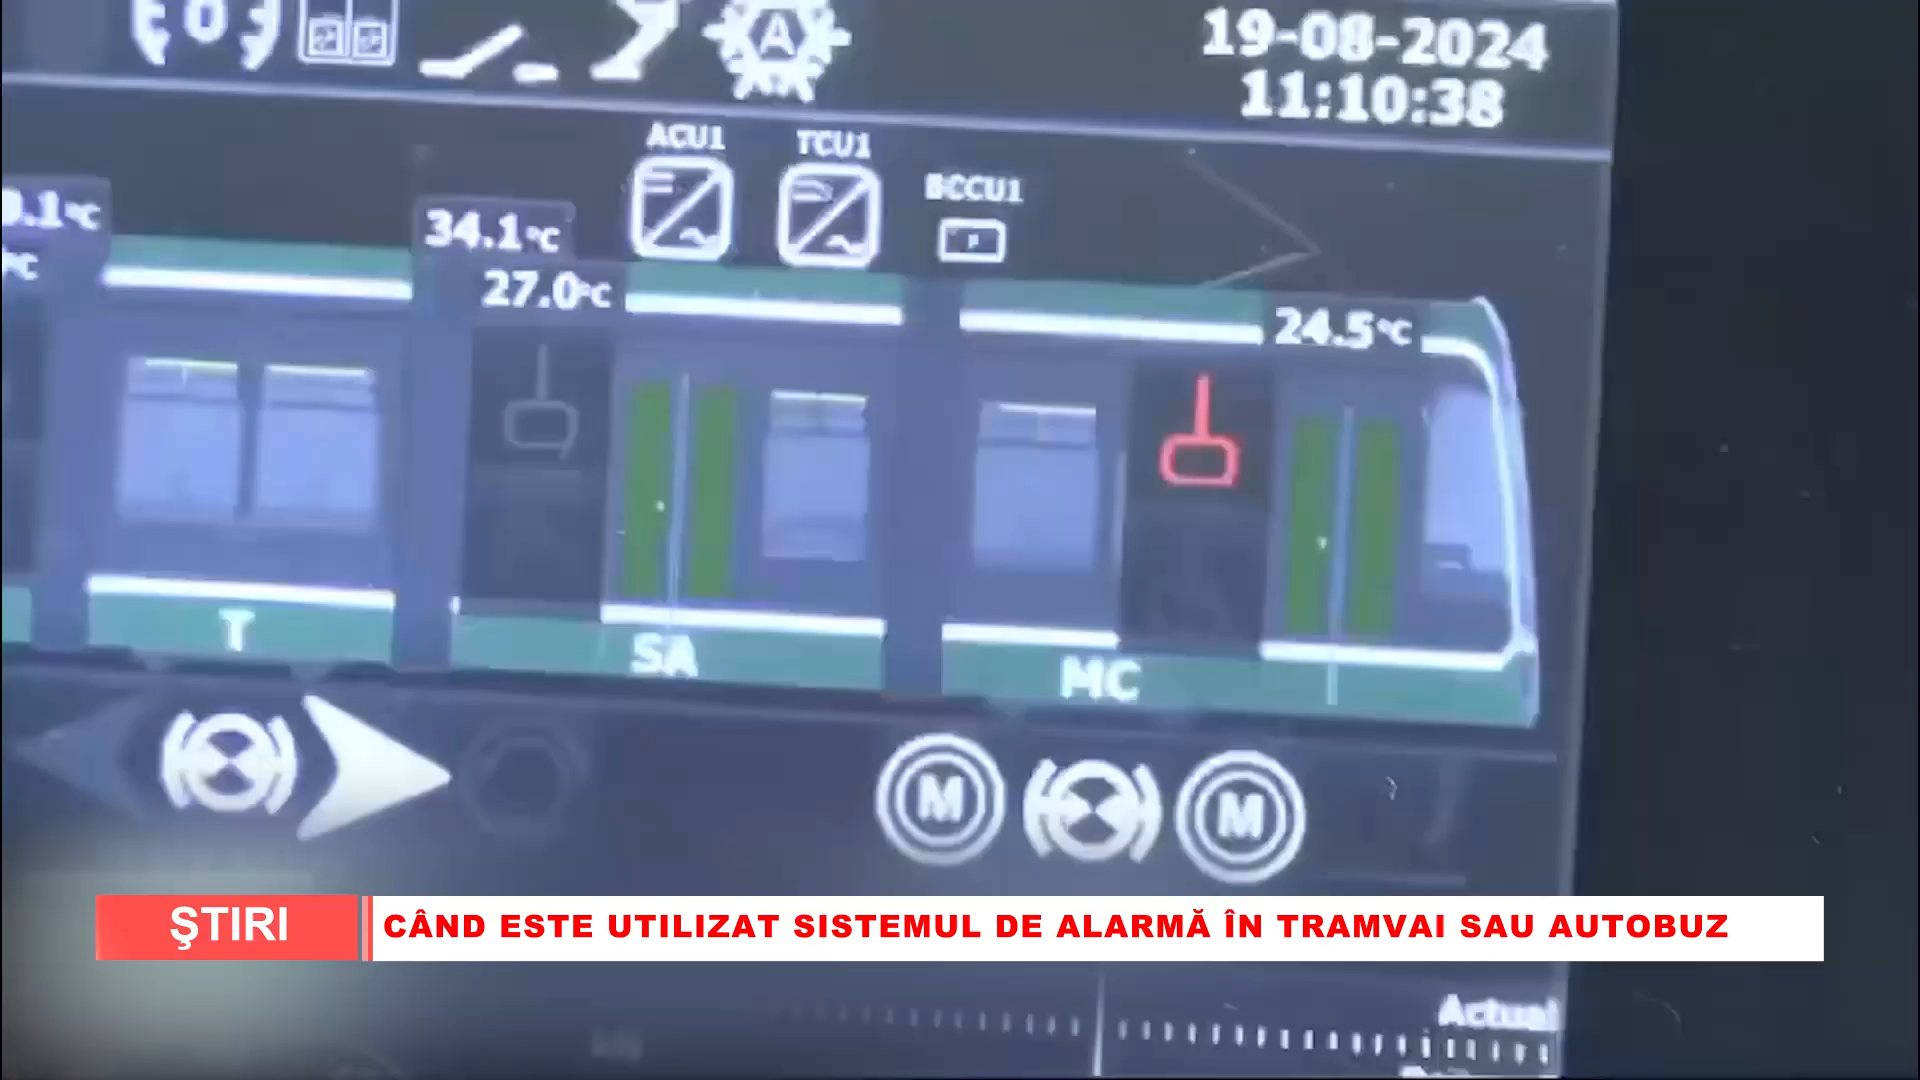 0
A
19-08-2024
11:10:38
ACU1
TCU1
BCCU1
34.1°C
27.0°C
24.5°C
T
SA
MC
M
M
ŞTIRI
CÂND ESTE UTILIZAT SISTEMUL DE ALARMĂ ÎN TRAMVAI SAU AUTOBUZ
Actual